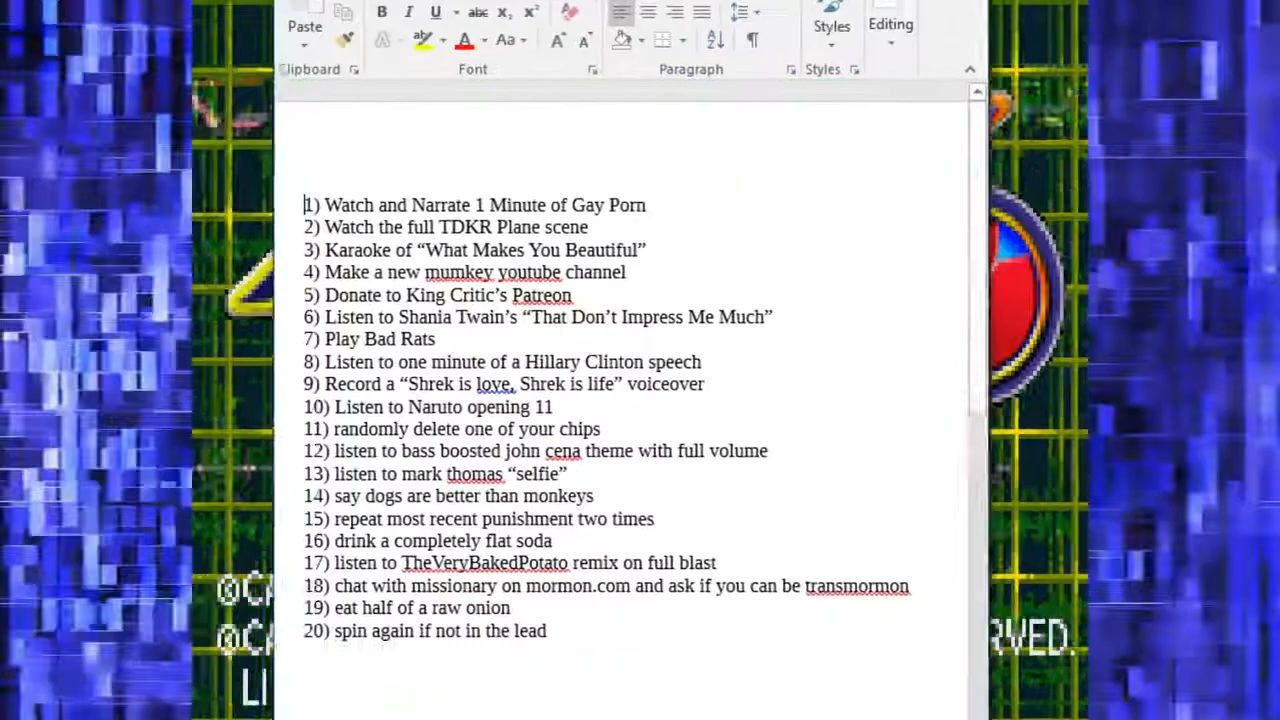 Paste
B I U abc x₂ x²
Aa A A
Styles
Editing
Clipboard
Font
Paragraph
Styles
1) Watch and Narrate 1 Minute of Gay Porn
2) Watch the full TDKR Plane scene
3) Karaoke of “What Makes You Beautiful”
4) Make a new mumkey youtube channel
5) Donate to King Critic’s Patreon
6) Listen to Shania Twain’s “That Don’t Impress Me Much”
7) Play Bad Rats
8) Listen to one minute of a Hillary Clinton speech
9) Record a “Shrek is love, Shrek is life” voiceover
10) Listen to Naruto opening 11
11) randomly delete one of your chips
12) listen to bass boosted john cena theme with full volume
13) listen to mark thomas “selfie”
14) say dogs are better than monkeys
15) repeat most recent punishment two times
16) drink a completely flat soda
17) listen to TheVeryBakedPotato remix on full blast
18) chat with missionary on mormon.com and ask if you can be transmormon
19) eat half of a raw onion
20) spin again if not in the lead
©CA
©CA RVED.
LI